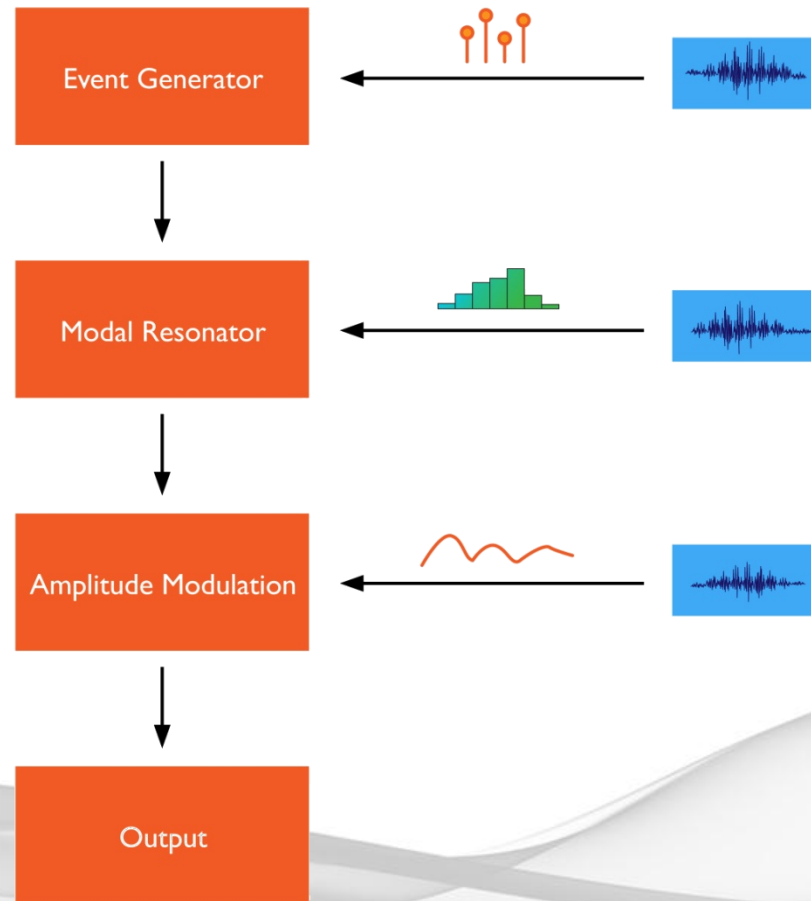 Event Generator
Modal Resonator
Amplitude Modulation
Output